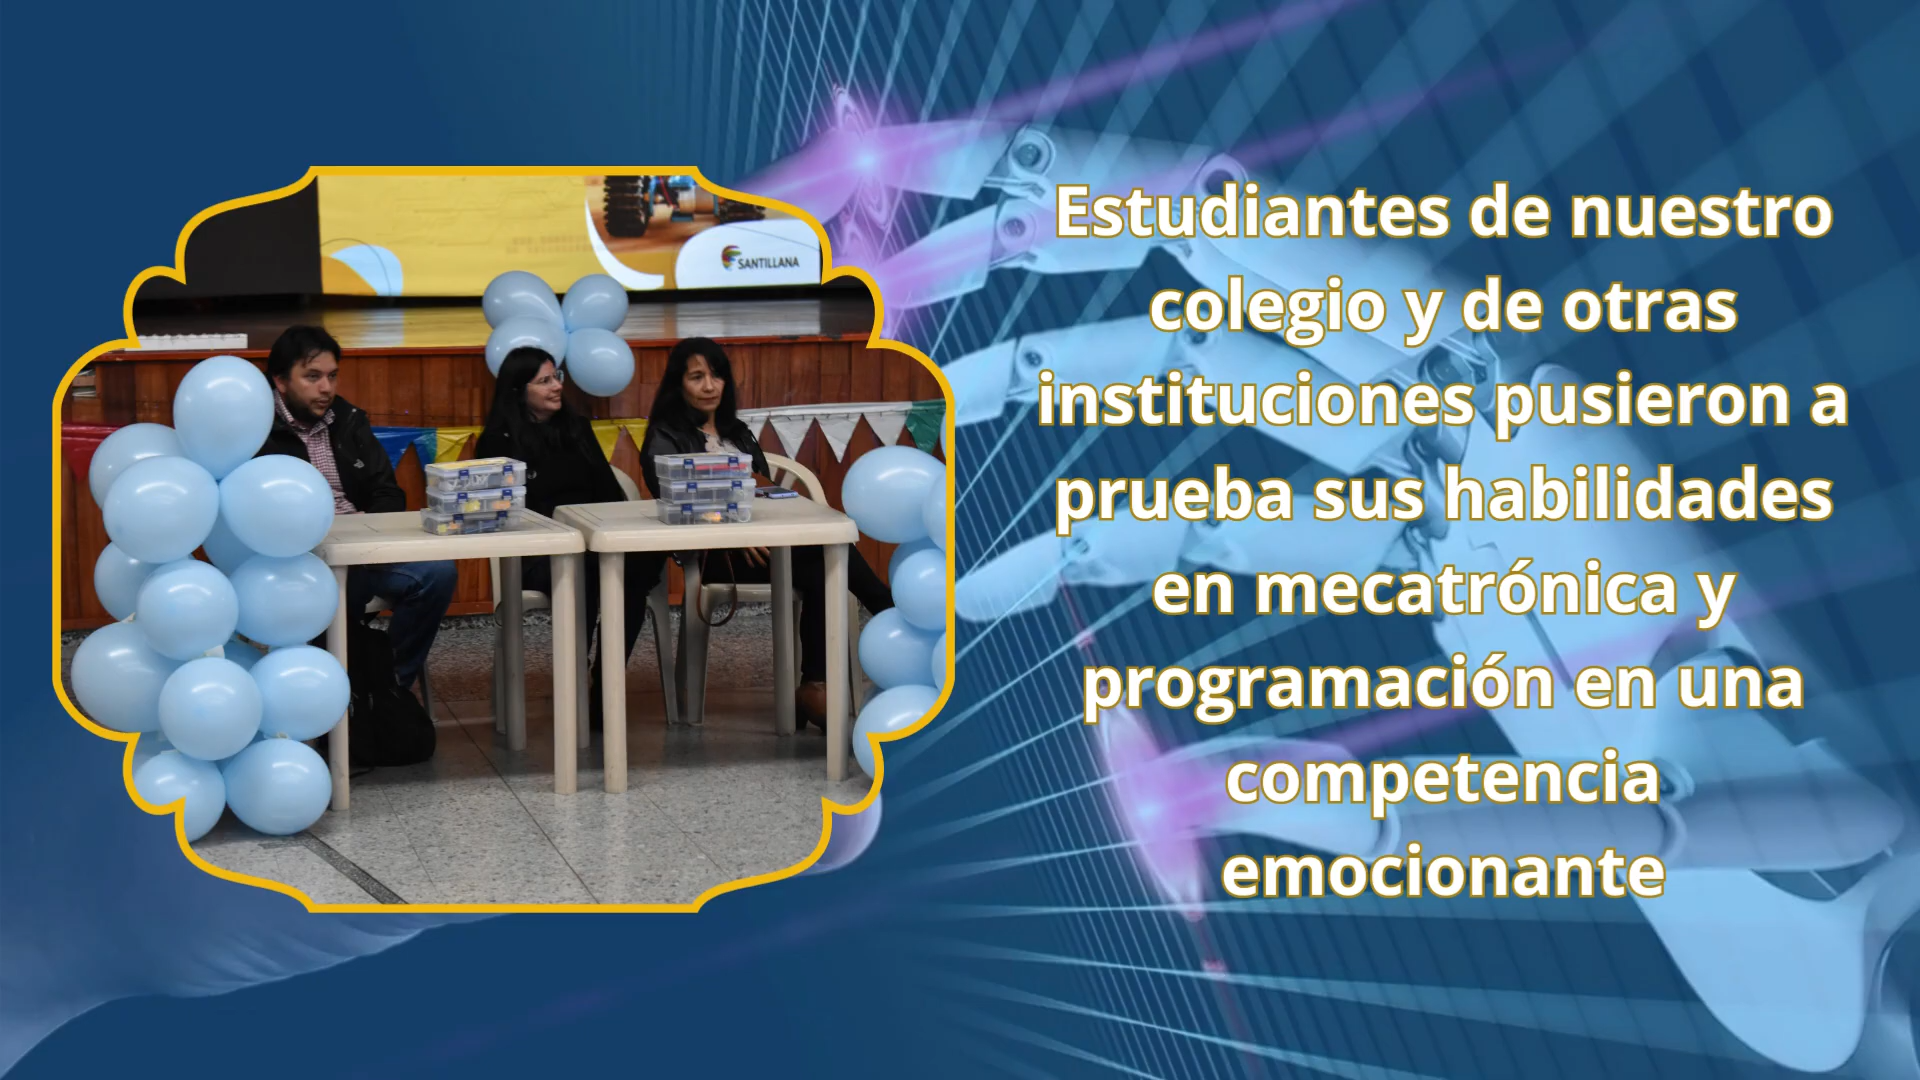 SANTILLANA
Estudiantes de nuestro
colegio y de otras
instituciones pusieron a
prueba sus habilidades
en mecatrónica y
programación en una
competencia
emocionante